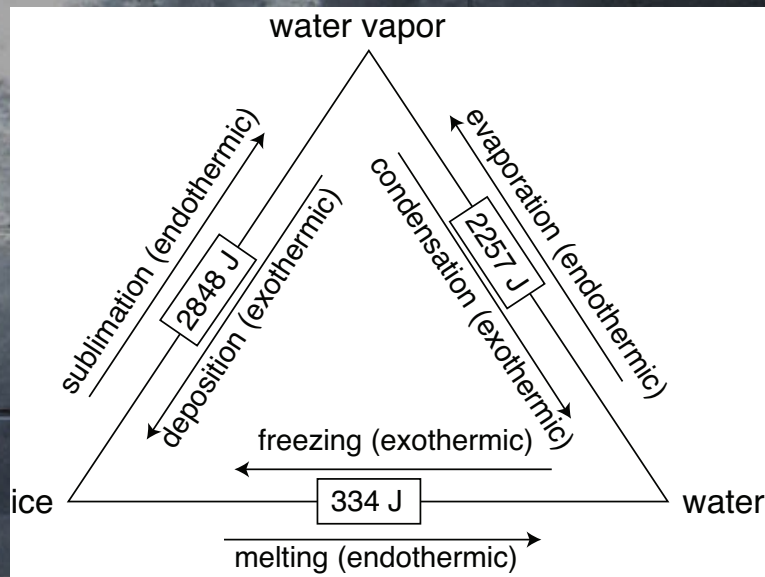 water vapor
sublimation (endothermic)
2848 J
deposition (exothermic)
condensation (exothermic)
2257 J
evaporation (endothermic)
freezing (exothermic)
ice
334 J
water
melting (endothermic)